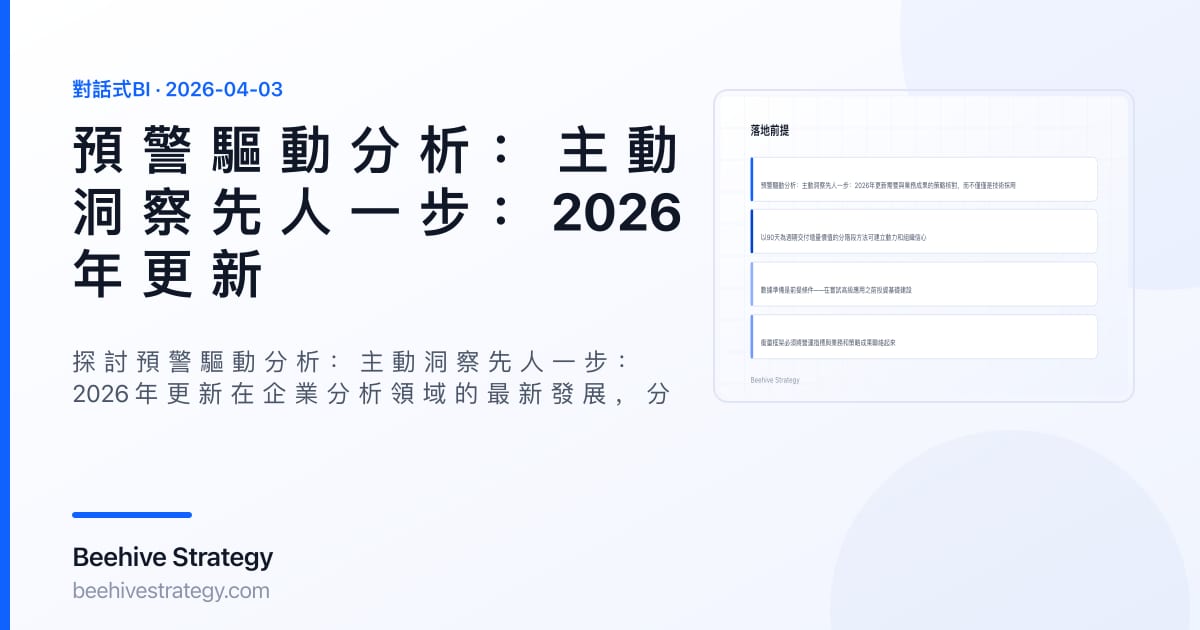 對話式BI · 2026-04-03
預警驅動分析：主動
洞察先人一步：2026
年更新
探討預警驅動分析：主動洞察先人一步：
2026年更新在企業分析領域的最新發展，分
Beehive Strategy
beehivestrategy.com
落地前提
預警驅動分析：主動洞察先人一步：2026年更新需要與業務成果的策略核對，而不僅僅是技術採用
以90天為週期交付增量價值的分階段方法可建立動力和組織信心
數據準備是前提條件——在嘗試高級應用之前投資基礎建設
衡量框架必須將營運指標與業務和策略成果聯絡起來
Beehive Strategy